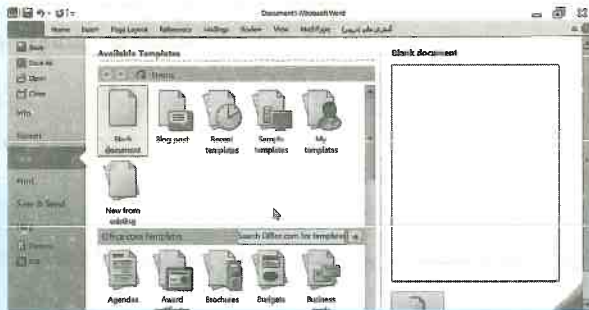 Document1 - Microsoft Word
Home Insert Page Layout References Mailings Review View MathType
Save
Save As
Open
Close
Info
Recent
New
Print
Save & Send
Help
Options
Exit
Available Templates
Home
Blank document
Blog post
Recent templates
Sample templates
My templates
New from existing
Office.com Templates
Search Office.com for templates
Agendas
Award
Brochures
Budgets
Business
Blank document